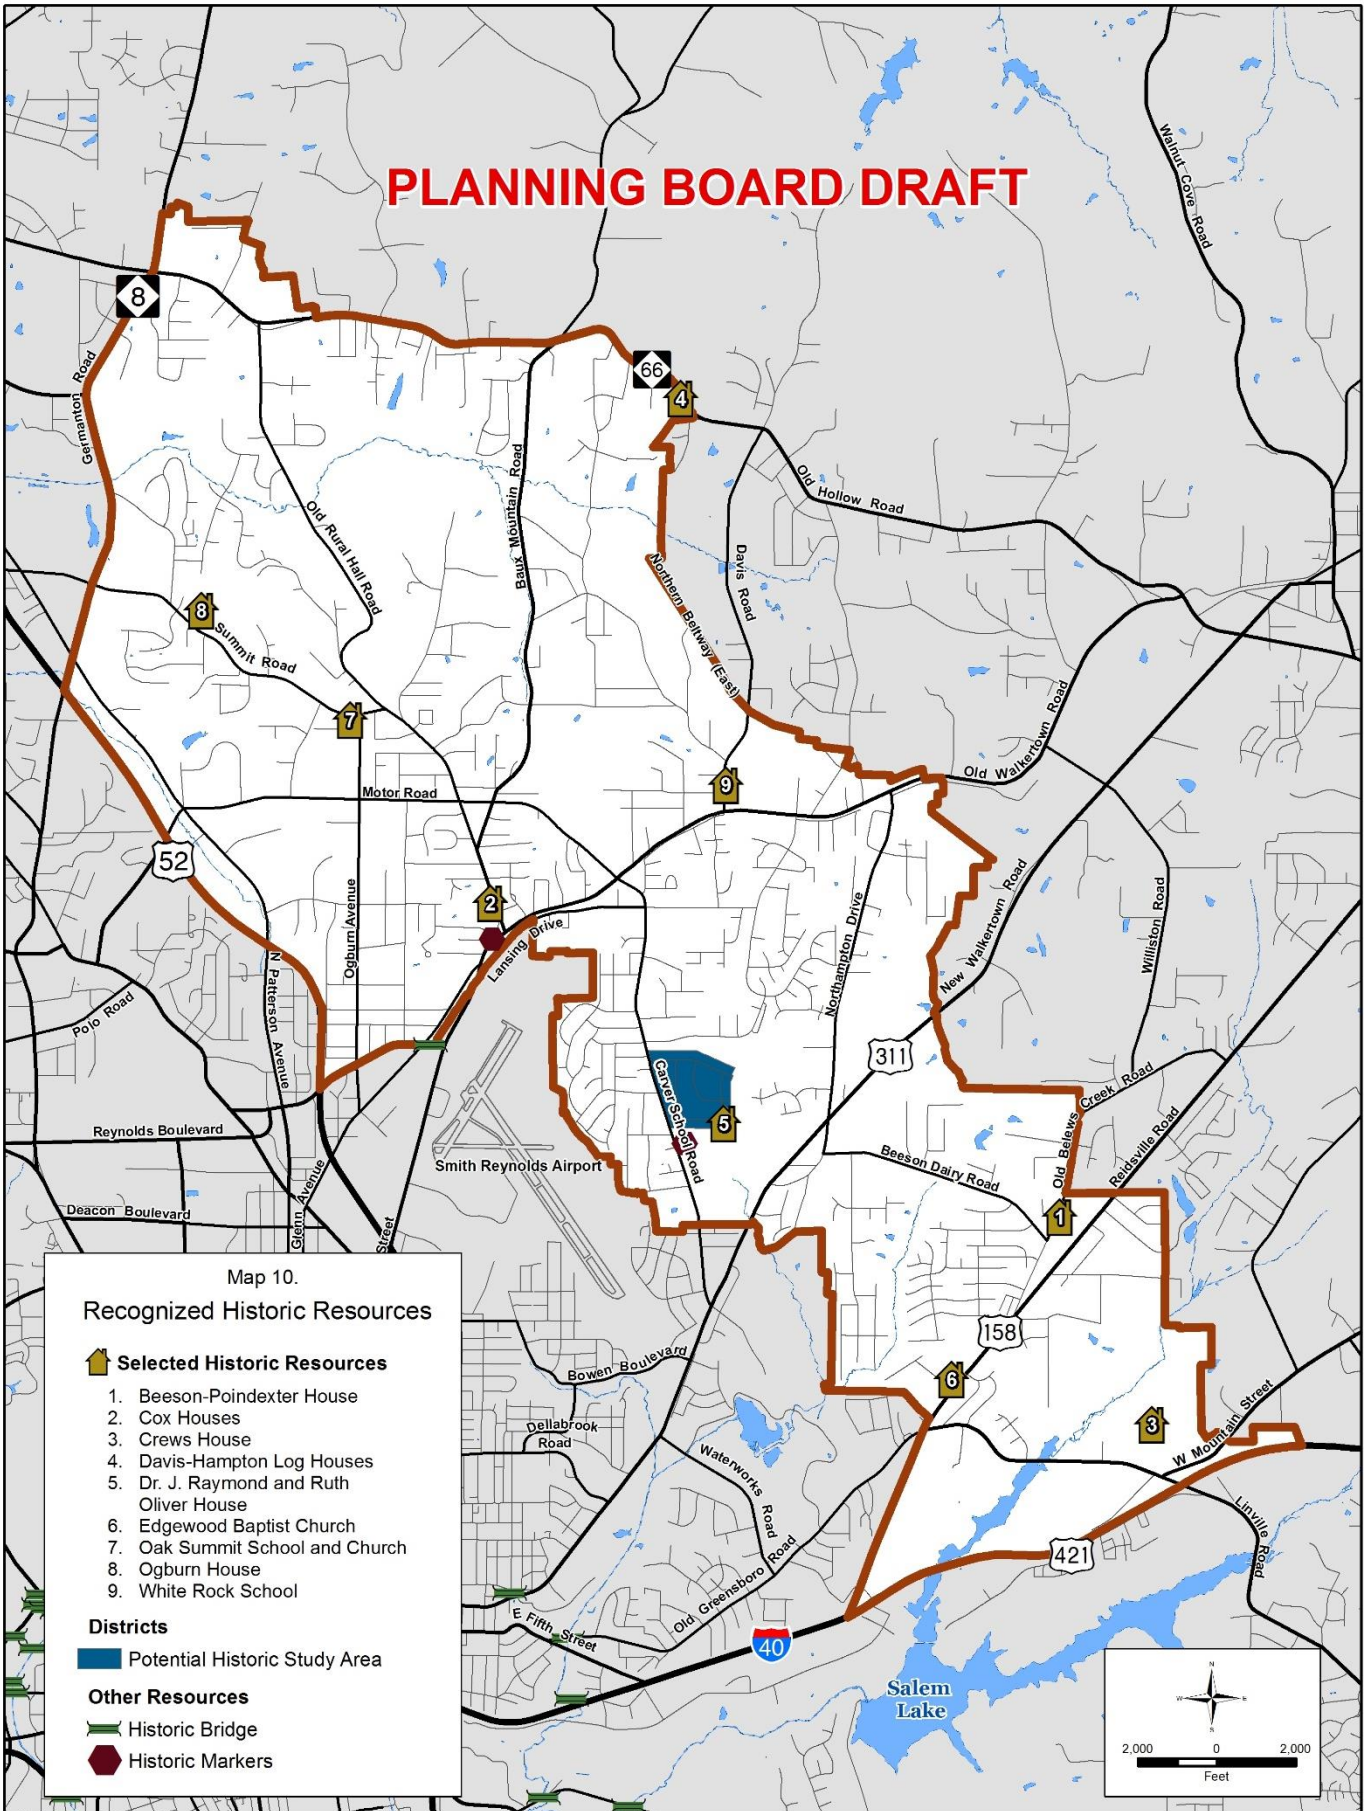 PLANNING BOARD DRAFT
Walnut Cove Road
8
66
4
Germanton Road
Old Hollow Road
Baux Mountain Road
Old Rural Hall Road
Davis Road
Northern Beltway (East)
8
Summit Road
7
Old Walkertown Road
9
Motor Road
52
Ogburn Avenue
2
Lansing Drive
Northampton Drive
New Walkertown Road
Williston Road
N Patterson Avenue
Polo Road
311
Carver School Road
5
Old Belews Creek Road
Reidsville Road
Reynolds Boulevard
Smith Reynolds Airport
Beeson Dairy Road
Deacon Boulevard
Glenn Avenue
Street
1
158
6
3
W Mountain Street
Bowen Boulevard
Dellabrook
Road
Waterworks Road
Linville Road
421
Old Greensboro Road
E Fifth Street
40
Salem
Lake
Map 10.
Recognized Historic Resources
Selected Historic Resources
1. Beeson-Poindexter House
2. Cox Houses
3. Crews House
4. Davis-Hampton Log Houses
5. Dr. J. Raymond and Ruth
Oliver House
6. Edgewood Baptist Church
7. Oak Summit School and Church
8. Ogburn House
9. White Rock School
Districts
Potential Historic Study Area
Other Resources
Historic Bridge
Historic Markers
N
W E
S
2,000 0 2,000
Feet